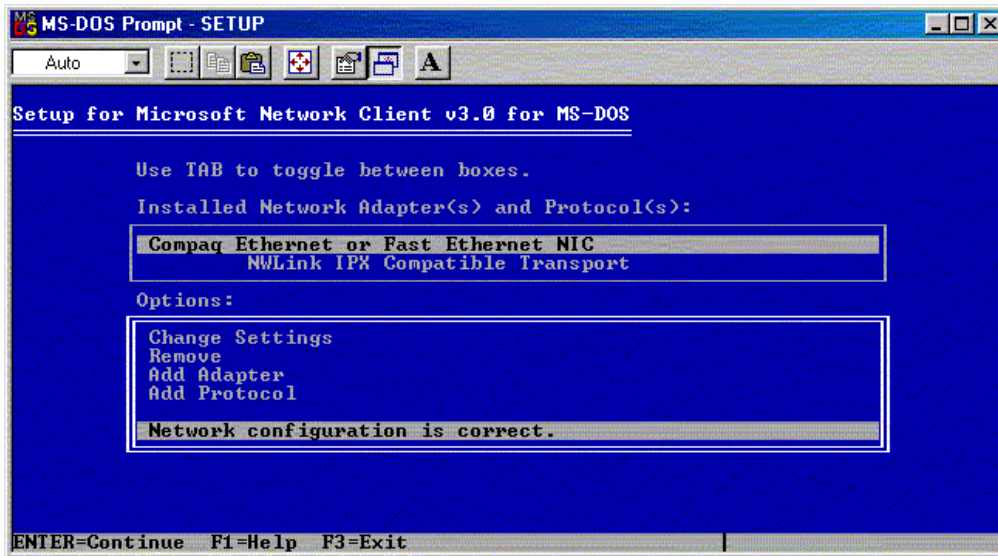 MS-DOS Prompt - SETUP
Auto
A
Setup for Microsoft Network Client v3.0 for MS-DOS
Use TAB to toggle between boxes.
Installed Network Adapter(s) and Protocol(s):
Compaq Ethernet or Fast Ethernet NIC
NWLink IPX Compatible Transport
Options:
Change Settings
Remove
Add Adapter
Add Protocol
Network configuration is correct.
ENTER=Continue F1=Help F3=Exit